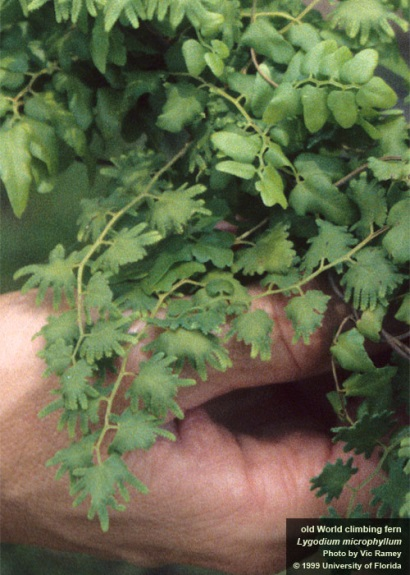 old World climbing fern
Lygodium microphyllum
Photo by Vic Ramey
© 1999 University of Florida